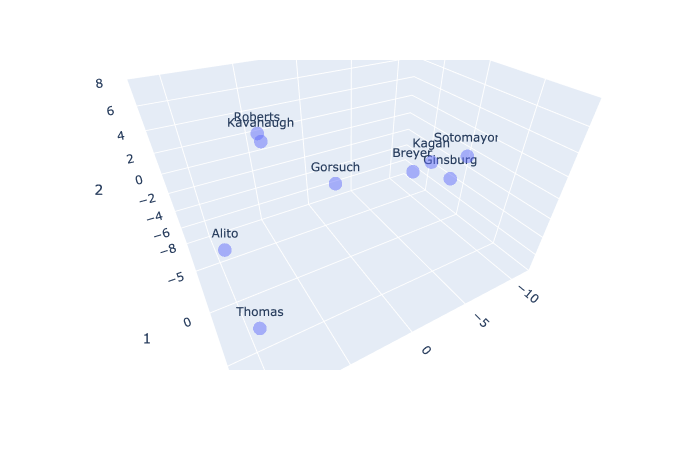 8
6
4
2
0
−2
−4
−6
−8
2
−5
0
1
0
−5
−10
Roberts
Kavanaugh
Gorsuch
Sotomayor
Kagan
Breyer
Ginsburg
Alito
Thomas